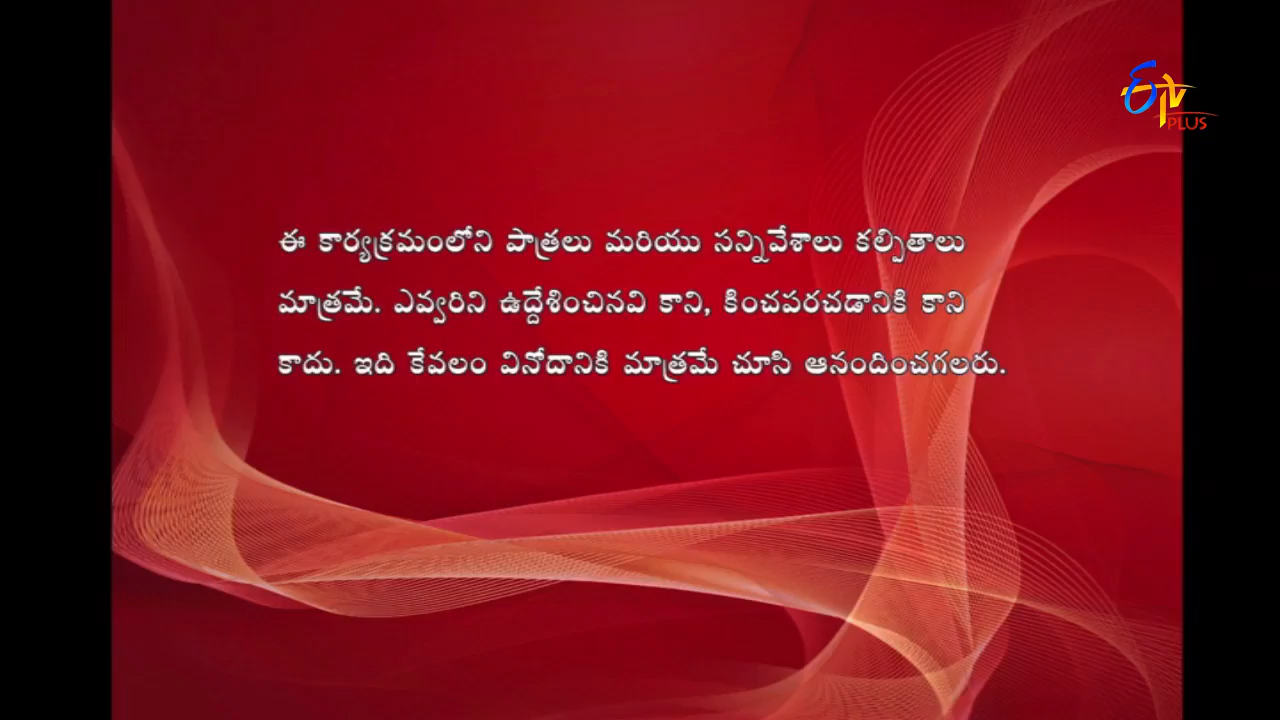 ETV
PLUS
ఈ కార్యక్రమంలోని పాత్రలు మరియు సన్నివేశాలు కల్పితాలు
మాత్రమే. ఎవ్వరిని ఉద్దేశించినవి కాని, కించపరచడానికి కాని
కాదు. ఇది కేవలం వినోదానికి మాత్రమే చూసి ఆనందించగలరు.